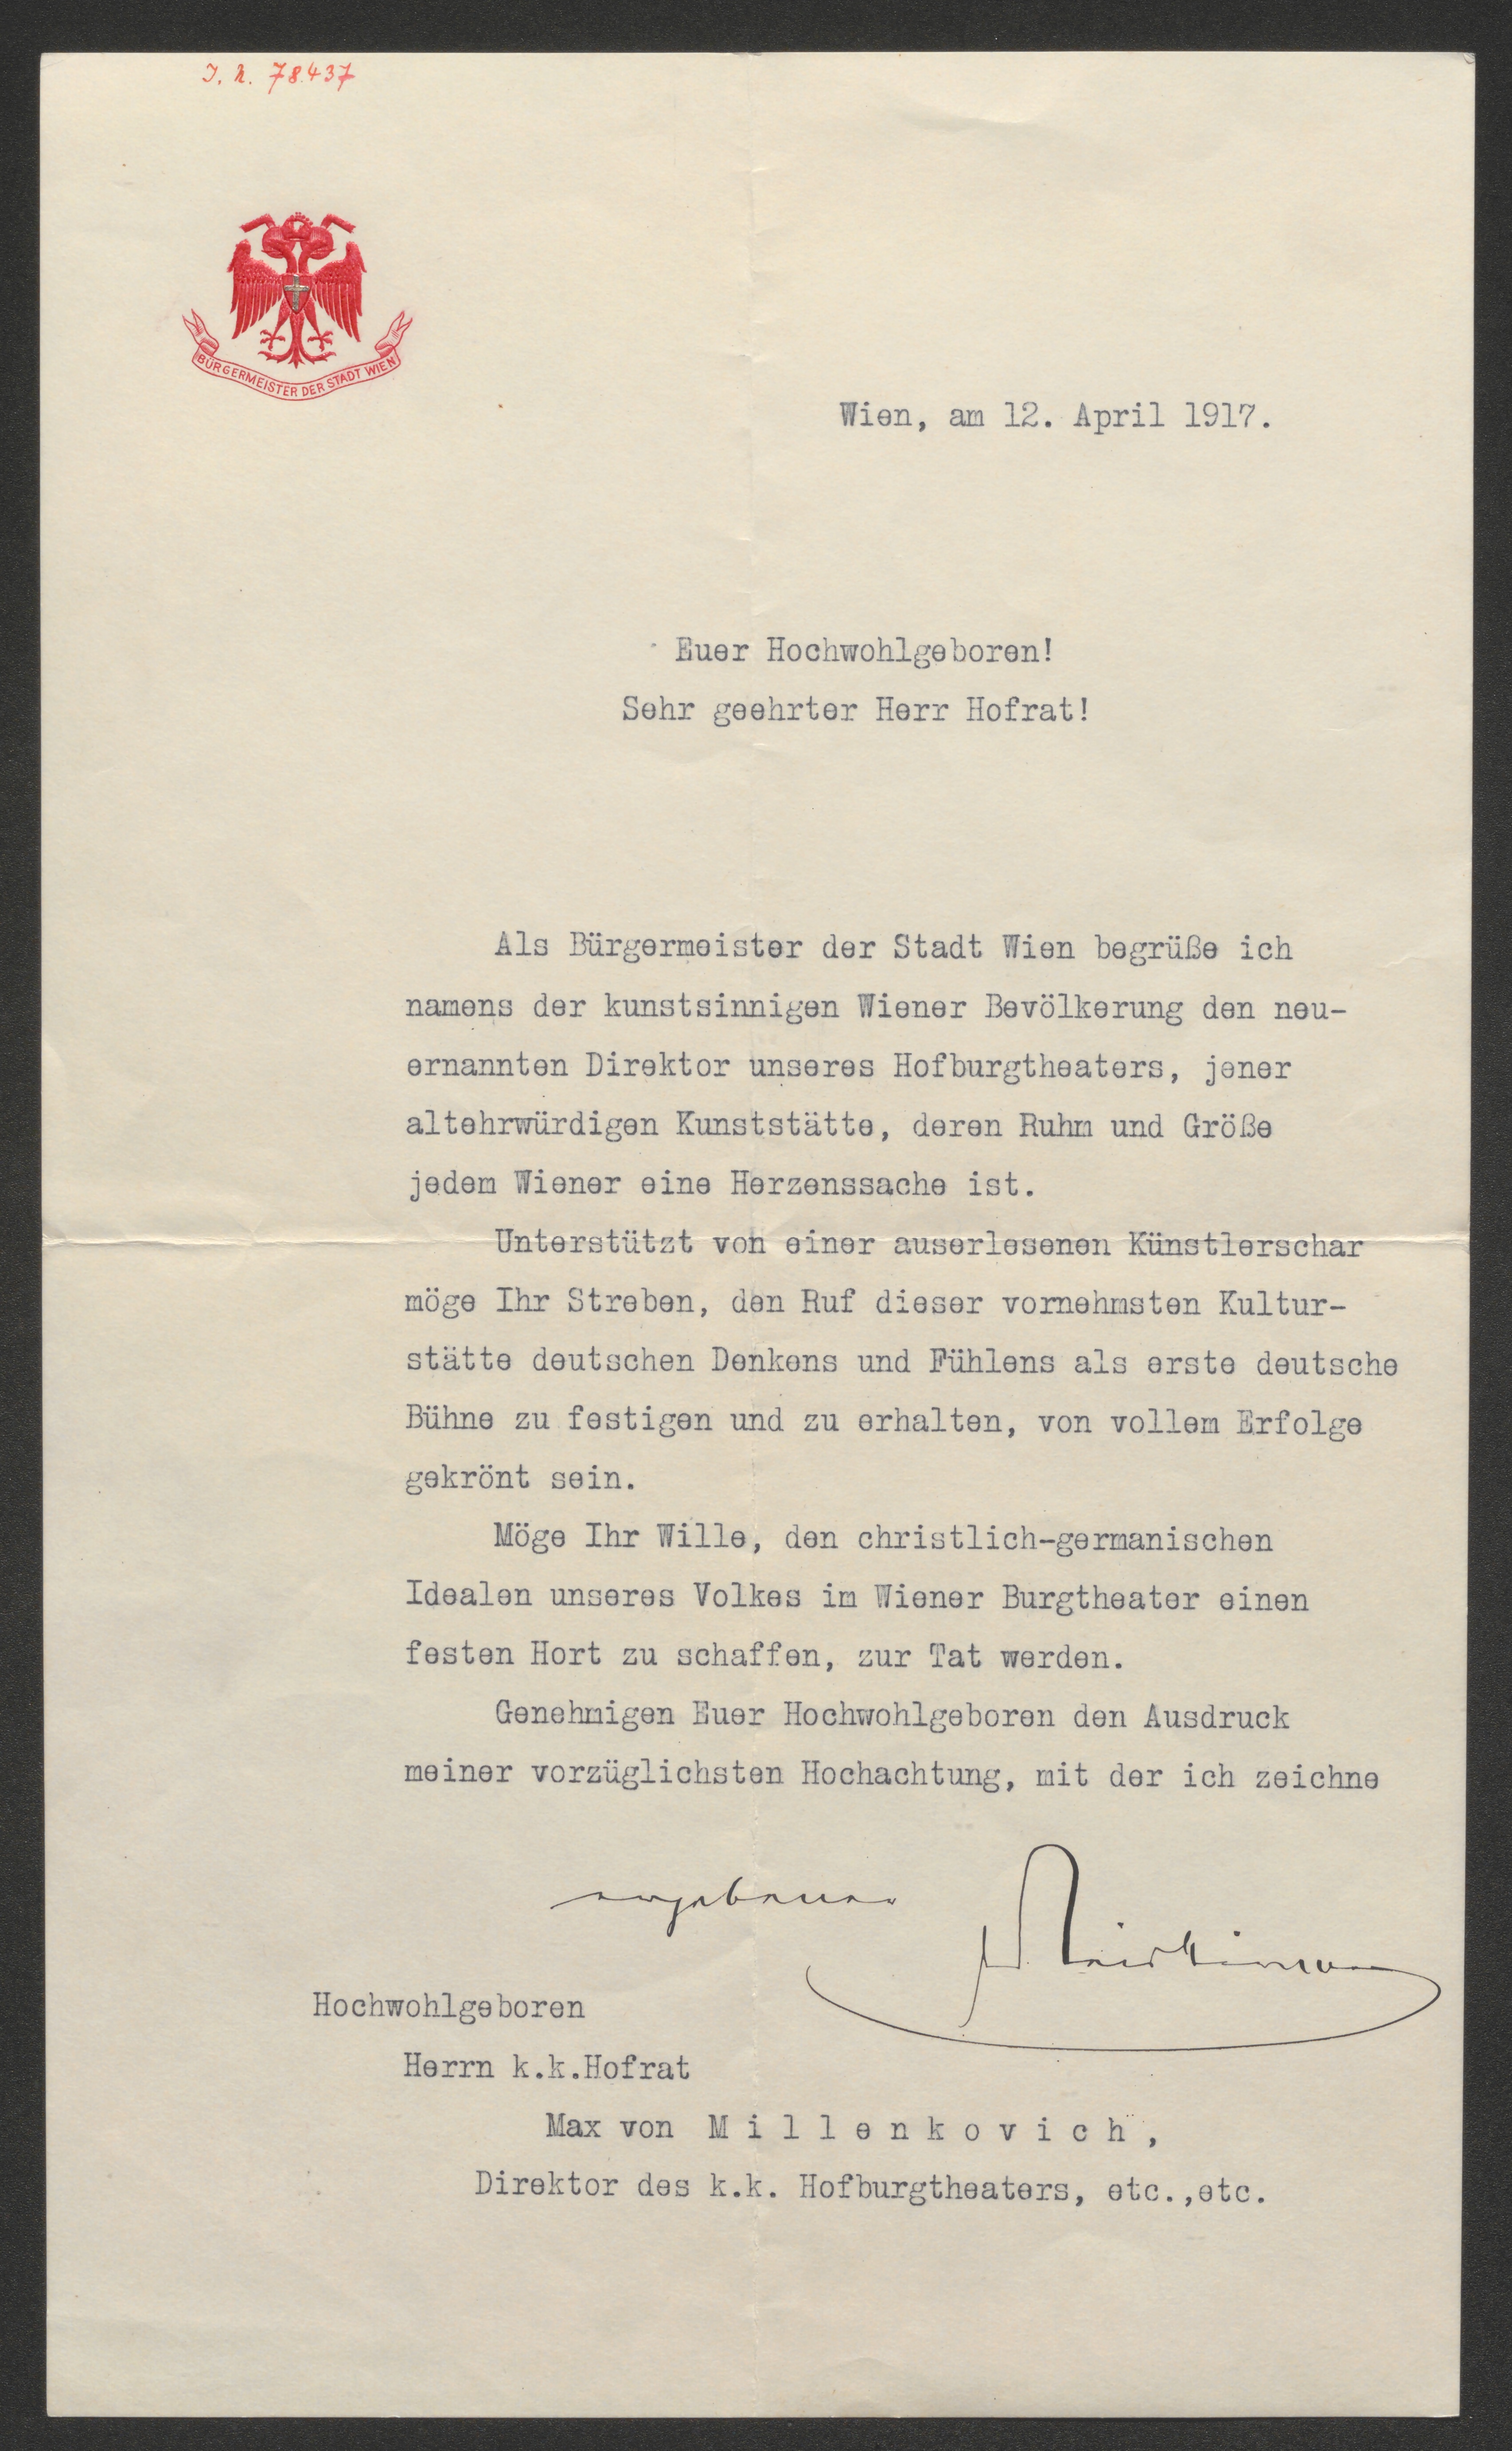 J. N. 78.437
BÜRGERMEISTER DER STADT WIEN
Wien, am 12. April 1917.
Euer Hochwohlgeboren!
Sehr geehrter Herr Hofrat!
Als Bürgermeister der Stadt Wien begrüße ich
namens der kunstsinnigen Wiener Bevölkerung den neu-
ernannten Direktor unseres Hofburgtheaters, jener
altehrwürdigen Kunststätte, deren Ruhm und Größe
jedem Wiener eine Herzenssache ist.
Unterstützt von einer auserlesenen Künstlerschar
möge Ihr Streben, den Ruf dieser vornehmsten Kultur-
stätte deutschen Denkens und Fühlens als erste deutsche
Bühne zu festigen und zu erhalten, von vollem Erfolge
gekrönt sein.
Möge Ihr Wille, den christlich-germanischen
Idealen unseres Volkes im Wiener Burgtheater einen
festen Hort zu schaffen, zur Tat werden.
Genehmigen Euer Hochwohlgeboren den Ausdruck
meiner vorzüglichsten Hochachtung, mit der ich zeichne
Hochwohlgeboren
Herrn k.k.Hofrat
Max von M i l l e n k o v i c h ,
Direktor des k.k. Hofburgtheaters, etc.,etc.